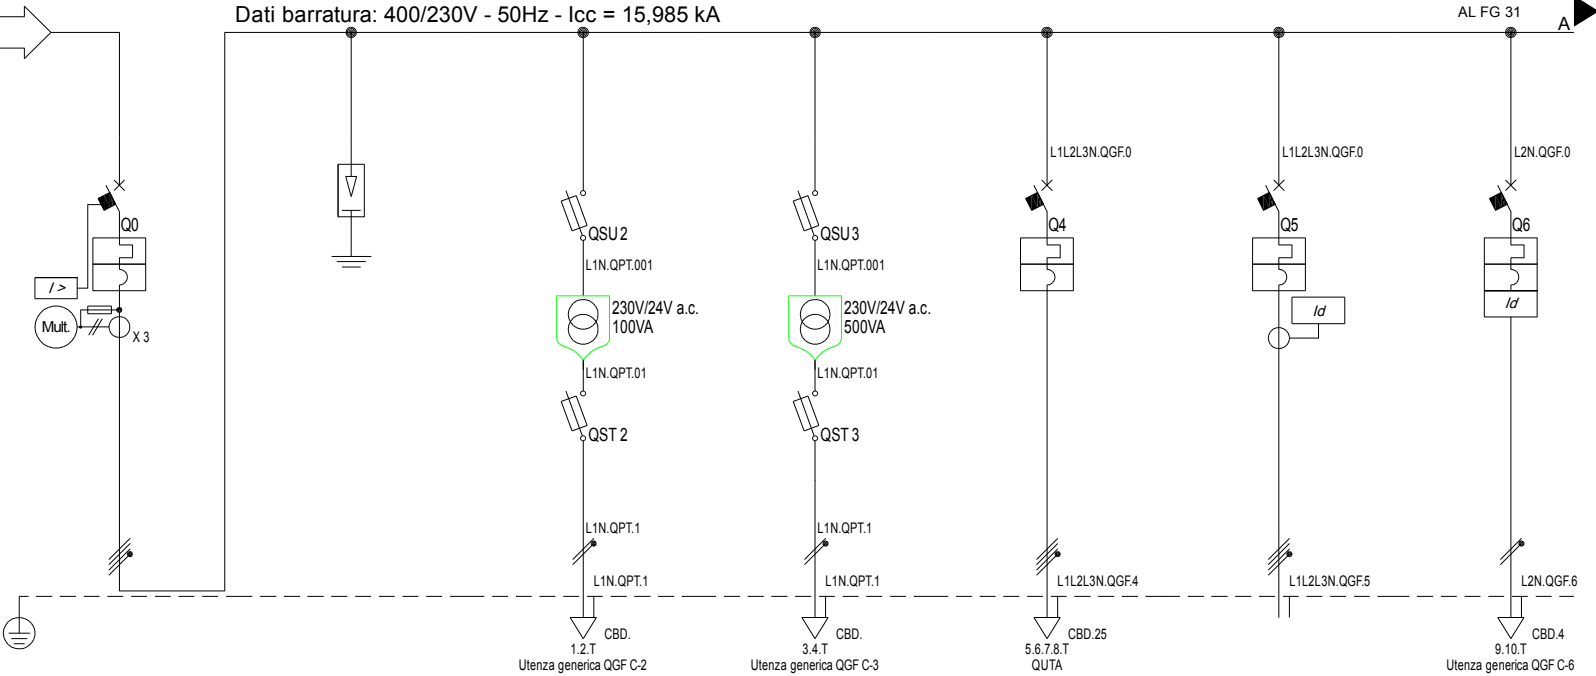 Dati barratura: 400/230V - 50Hz - Icc = 15,985 kA
AL FG 31
A
L1L2L3N.QGF.0
L1L2L3N.QGF.0
L2N.QGF.0
Q0
QSU 2
QSU 3
Q4
Q5
Q6
L1N.QPT.001
L1N.QPT.001
I >
Mult.
X 3
230V/24V a.c.
100VA
230V/24V a.c.
500VA
Id
Id
L1N.QPT.01
L1N.QPT.01
QST 2
QST 3
L1N.QPT.1
L1N.QPT.1
L1N.QPT.1
L1N.QPT.1
L1L2L3N.QGF.4
L1L2L3N.QGF.5
L2N.QGF.6
CBD.
1.2.T
Utenza generica QGF C-2
CBD.
3.4.T
Utenza generica QGF C-3
CBD.25
5.6.7.8.T
QUTA
CBD.4
9.10.T
Utenza generica QGF C-6